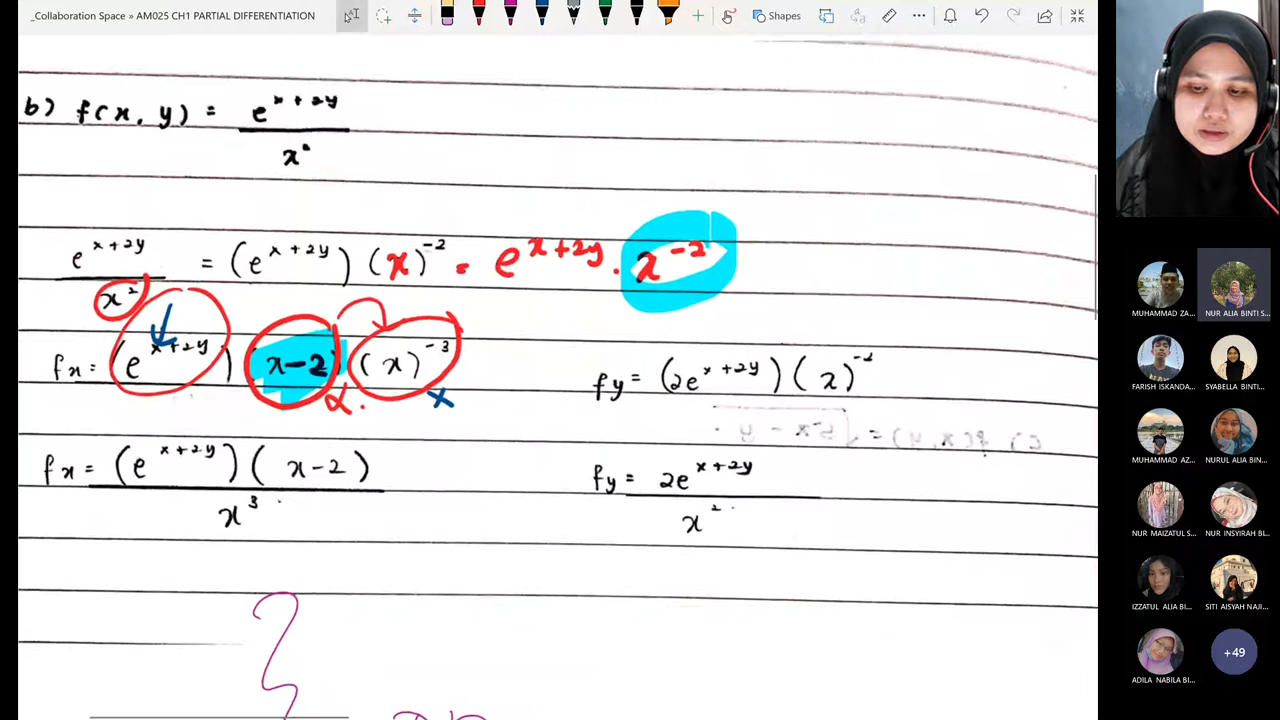 _Collaboration Space » AM025 CH1 PARTIAL DIFFERENTIATION
Shapes
b) f(x, y) = e^(x+2y) / x²
e^(x+2y) / x² = (e^(x+2y)) (x)^-2 = e^(x+2y) · x^-2
fx = (e^(x+2y)) (x-2) (x)^-3
fy = (2e^(x+2y)) (x)^-2
fx = (e^(x+2y)) (x-2) / x³
fy = 2e^(x+2y) / x²
MUHAMMAD ZA...
NUR ALIA BINTI S...
FARISH ISKANDA...
SYABELLA BINTI...
MUHAMMAD AZ...
NURUL ALIA BIN...
NUR MAIZATUL S...
NUR INSYIRAH BI...
IZZATUL ALIA BI...
SITI AISYAH NAJI...
ADILA NABILA BI...
+49